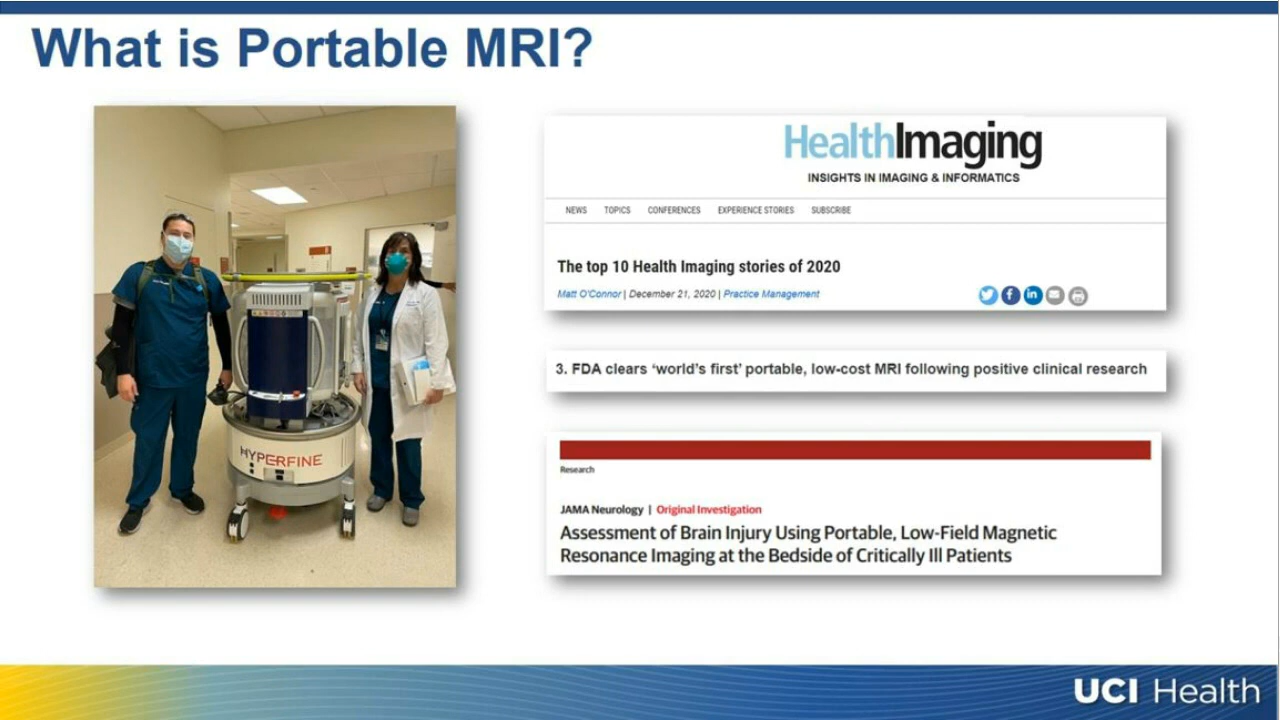 What is Portable MRI?
HYPERFINE
HealthImaging
INSIGHTS IN IMAGING & INFORMATICS
NEWS TOPICS CONFERENCES EXPERIENCE STORIES SUBSCRIBE
The top 10 Health Imaging stories of 2020
Matt O'Connor | December 21, 2020 | Practice Management
3. FDA clears ‘world’s first’ portable, low-cost MRI following positive clinical research
Research
JAMA Neurology | Original Investigation
Assessment of Brain Injury Using Portable, Low-Field Magnetic
Resonance Imaging at the Bedside of Critically Ill Patients
UCI Health